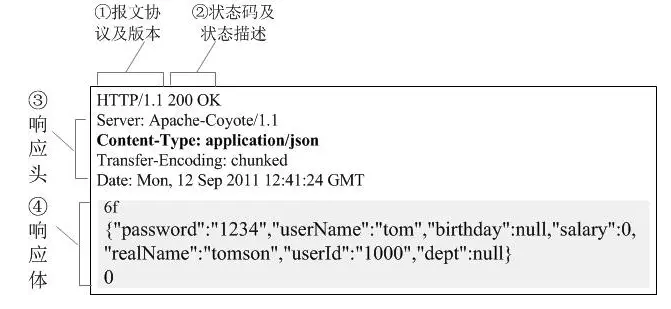 ①报文协
议及版本
②状态码及
状态描述
③
响
应
头
HTTP/1.1 200 OK
Server: Apache-Coyote/1.1
Content-Type: application/json
Transfer-Encoding: chunked
Date: Mon, 12 Sep 2011 12:41:24 GMT
④
响
应
体
6f
{"password":"1234","userName":"tom","birthday":null,"salary":0,
"realName":"tomson","userId":"1000","dept":null}
0